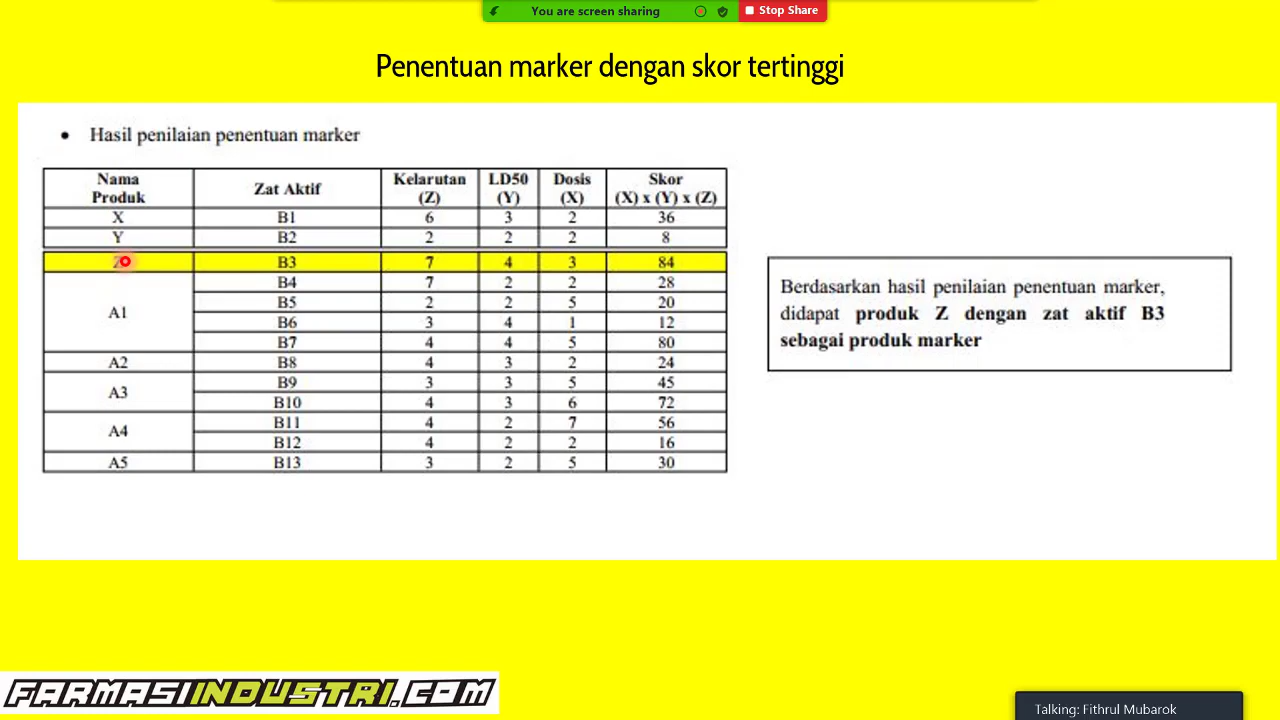 You are screen sharing
Stop Share
Penentuan marker dengan skor tertinggi
• Hasil penilaian penentuan marker
Nama Produk Zat Aktif Kelarutan (Z) LD50 (Y) Dosis (X) Skor (X) x (Y) x (Z)
X B1 6 3 2 36
Y B2 2 2 2 8
B3 7 4 3 84
A1 B4 7 2 2 28
B5 2 2 5 20
B6 3 4 1 12
B7 4 4 5 80
A2 B8 4 3 2 24
A3 B9 3 3 5 45
B10 4 3 6 72
A4 B11 4 2 7 56
B12 4 2 2 16
A5 B13 3 2 5 30
Berdasarkan hasil penilaian penentuan marker,
didapat produk Z dengan zat aktif B3
sebagai produk marker
FARMASIINDUSTRI.COM
Talking: Fithrul Mubarok